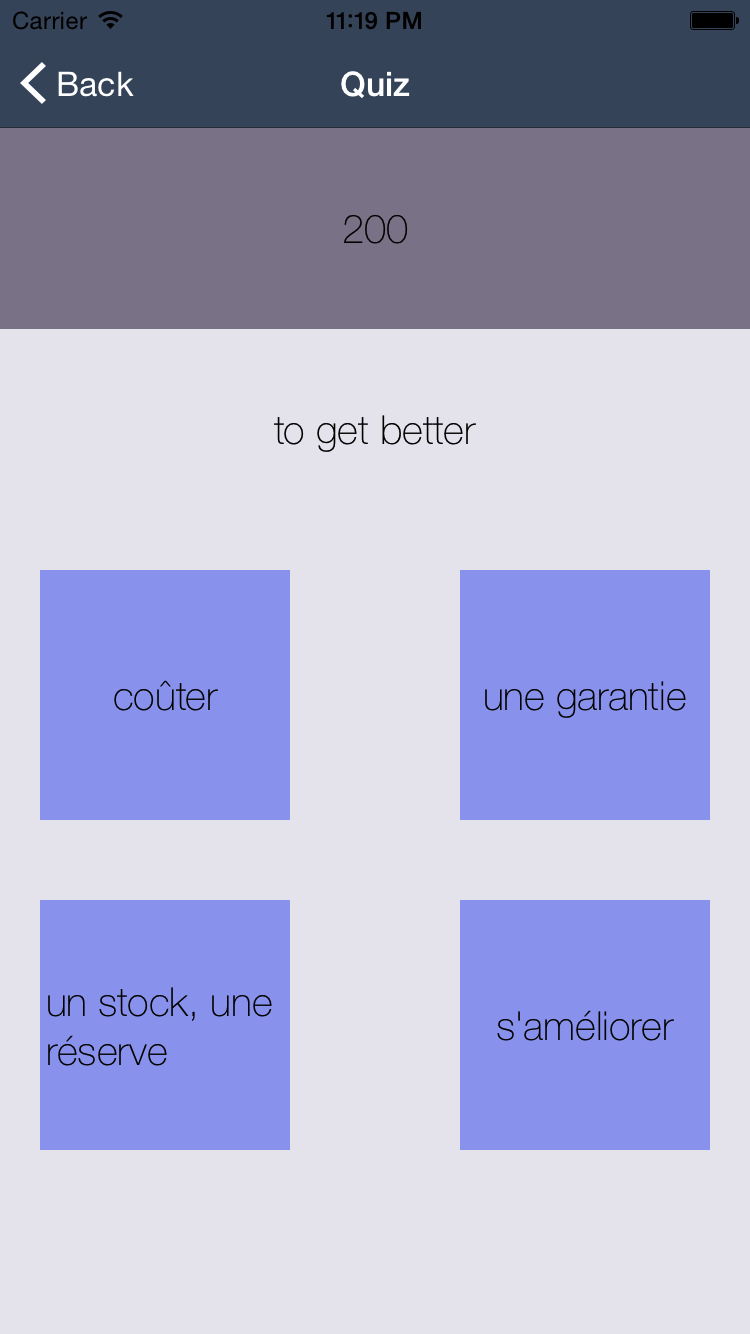 Carrier 11:19 PM
Back Quiz
200
to get better
coûter
une garantie
un stock, une
réserve
s'améliorer